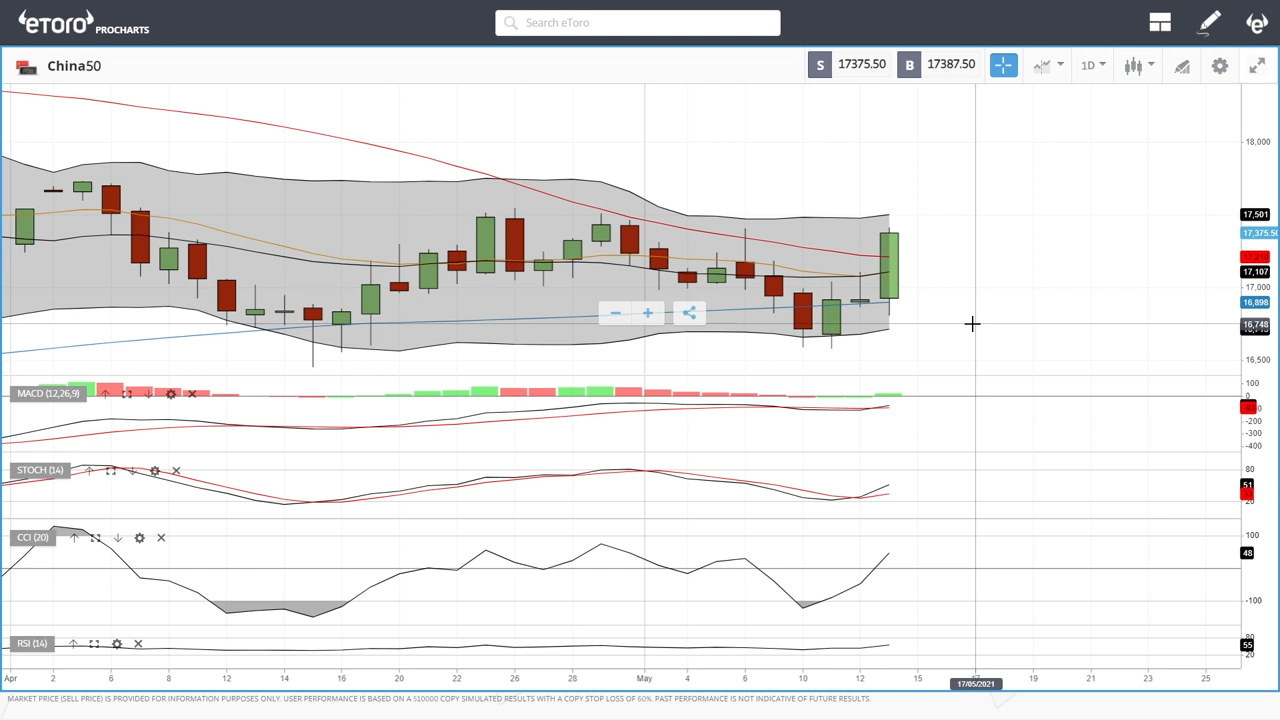 eToro PROCHARTS
Search eToro
China50
S 17375.50 B 17387.50
1D
18,000
17,501
17,375.50
17,107
17,000
16,898
16,748
16,500
MACD (12,26,9)
100
0
-200
-300
-400
STOCH (14)
80
51
20
CCI (20)
100
48
-100
RSI (14)
80
55
20
Apr 2 4 6 8 12 14 16 20 22 24 26 28 May 4 6 10 12 15 17 19 21 23 25
17/05/2021
MARKET PRICE (SELL PRICE) IS PROVIDED FOR INFORMATION PURPOSES ONLY. USER PERFORMANCE IS BASED ON A $10000 COPY SIMULATED RESULTS WITH A COPY STOP LOSS OF 60%. PAST PERFORMANCE IS NOT INDICATIVE OF FUTURE RESULTS.